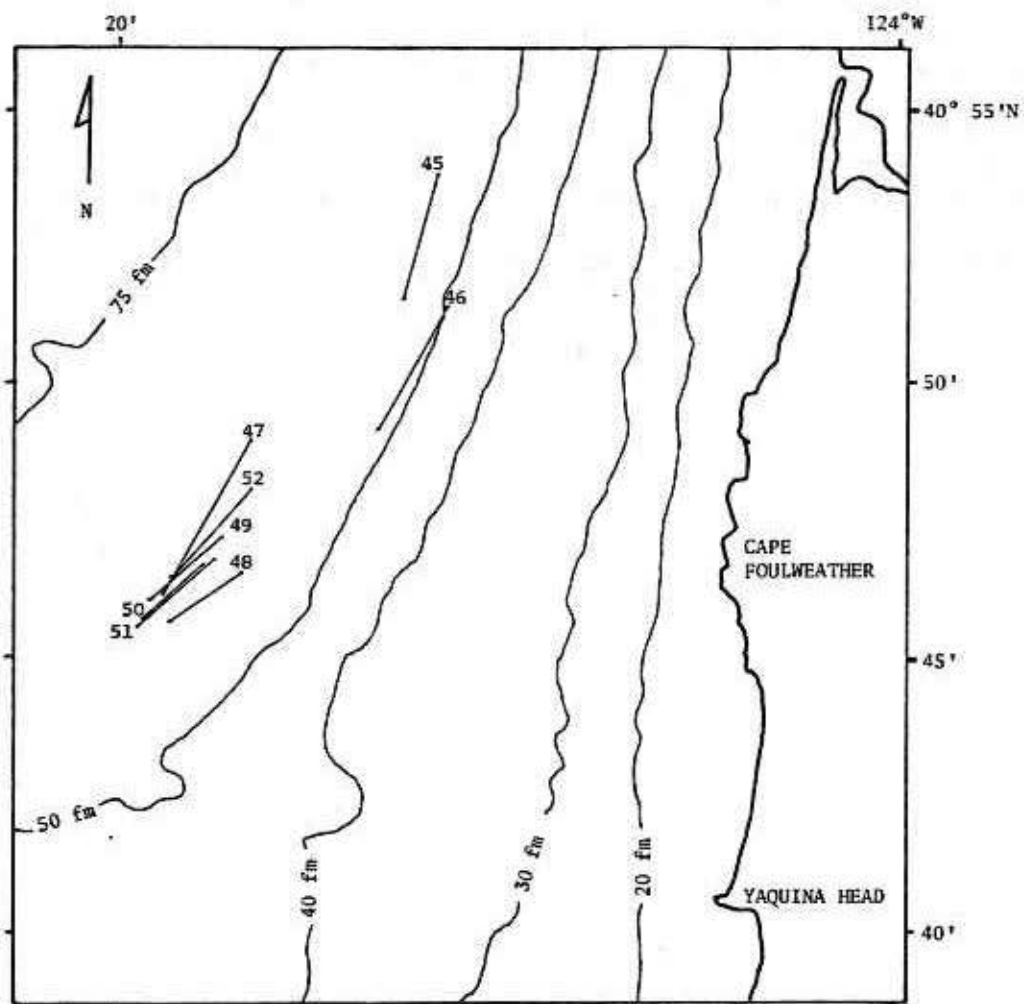 20'
124°W
40° 55'N
N
45
75 fm
46
50'
47
52
49
48
50
51
CAPE
FOULWEATHER
45'
50 fm
40 fm
30 fm
20 fm
YAQUINA HEAD
40'